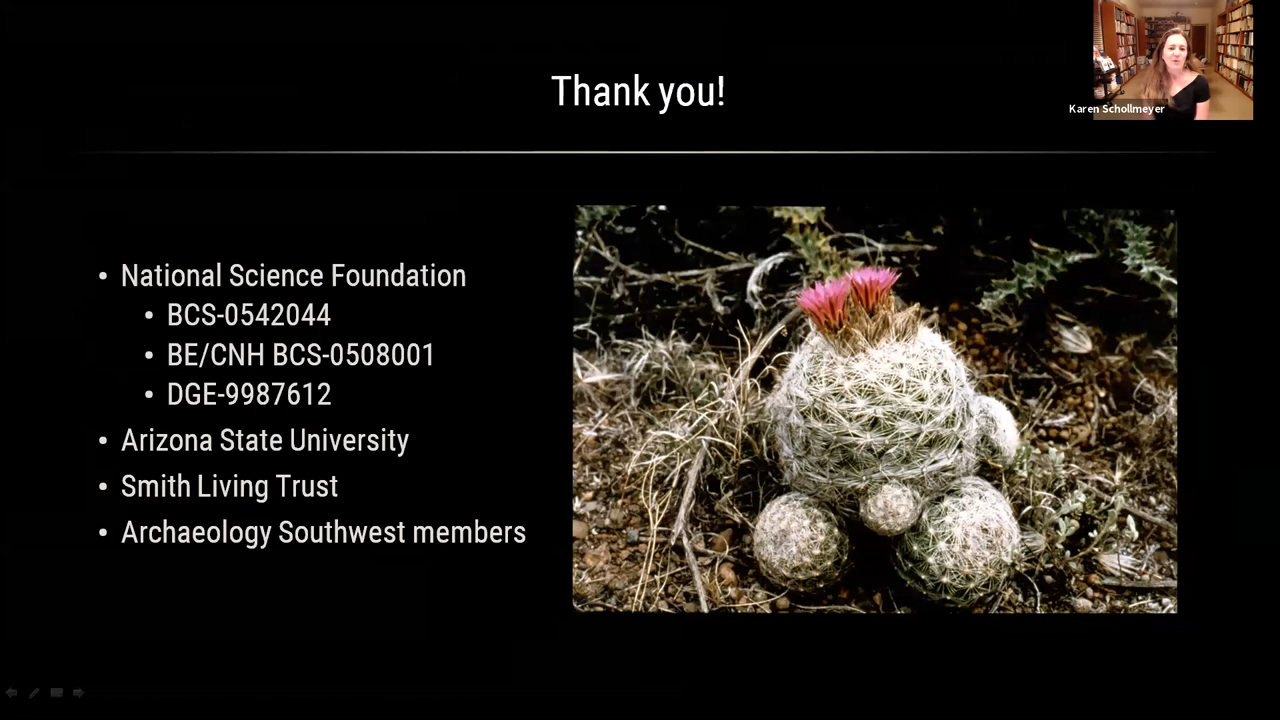 Thank you!
Karen Schollmeyer
• National Science Foundation
• BCS-0542044
• BE/CNH BCS-0508001
• DGE-9987612
• Arizona State University
• Smith Living Trust
• Archaeology Southwest members